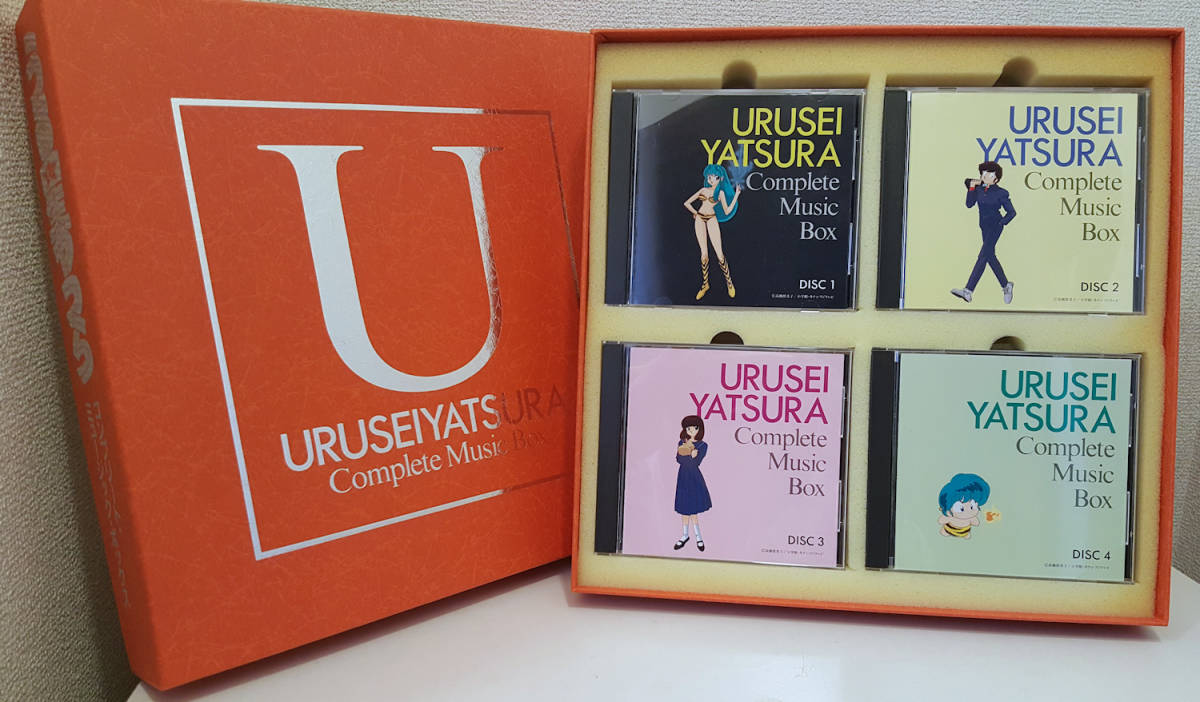 U
URUSEIYATSURA
Complete Music Box
URUSEI
YATSURA
Complete
Music
Box
DISC 1
URUSEI
YATSURA
Complete
Music
Box
DISC 2
URUSEI
YATSURA
Complete
Music
Box
DISC 3
URUSEI
YATSURA
Complete
Music
Box
DISC 4